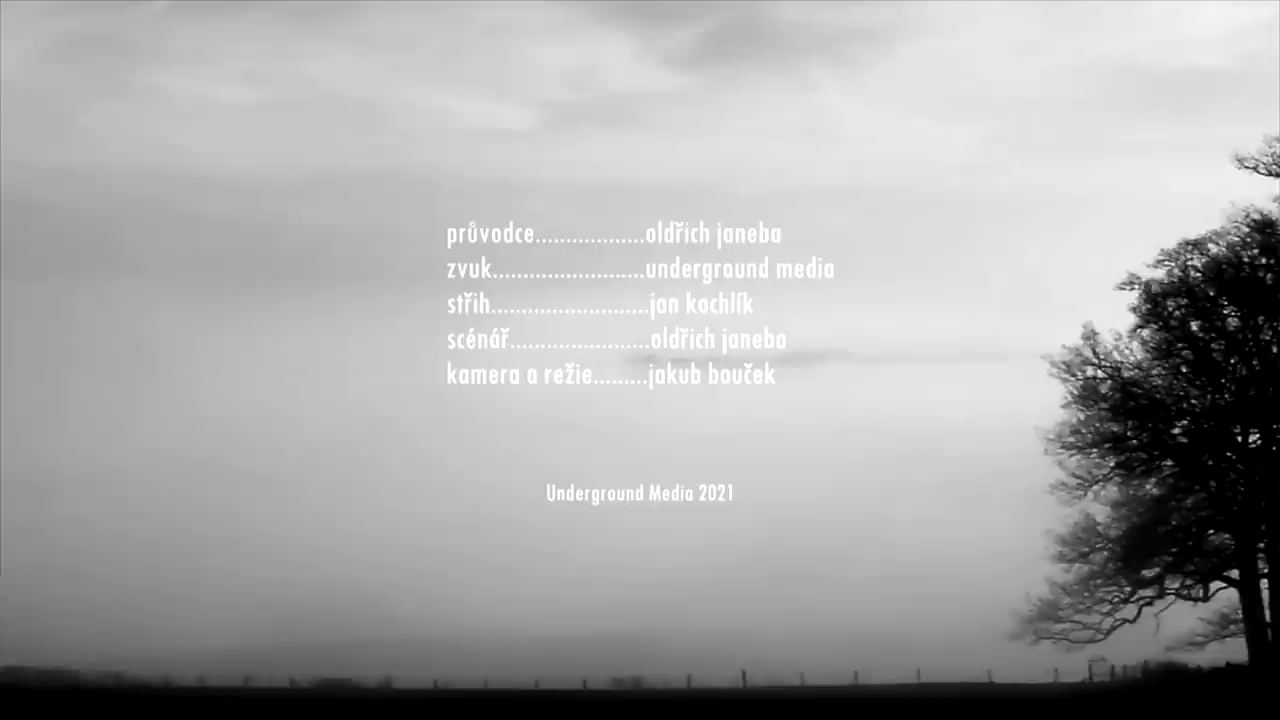 průvodce..................oldřich janeba
zvuk.........................underground media
střih..........................jan kochlík
scénář.......................oldřich janeba
kamera a režie.........jakub bouček
Underground Media 2021